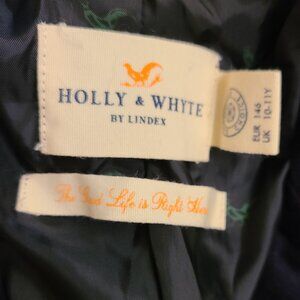 HOLLY & WHYTE
BY LINDEX
EUR 146
UK 10-11Y
The Good Life is Right Here